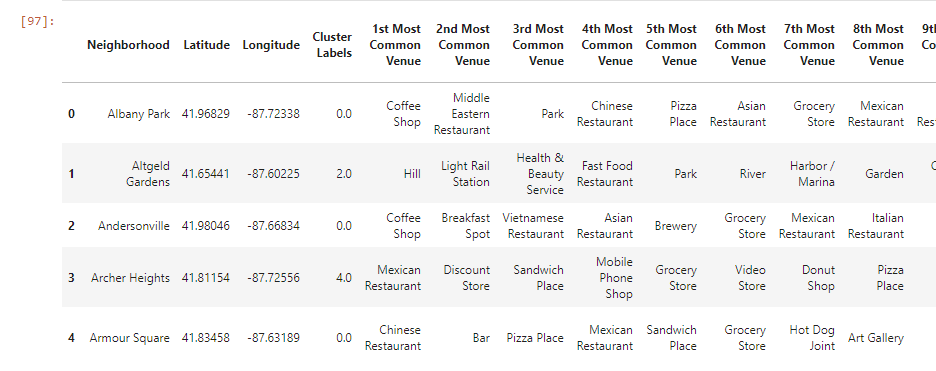 [97]:
Neighborhood Latitude Longitude Cluster Labels 1st Most Common Venue 2nd Most Common Venue 3rd Most Common Venue 4th Most Common Venue 5th Most Common Venue 6th Most Common Venue 7th Most Common Venue 8th Most Common Venue
0 Albany Park 41.96829 -87.72338 0.0 Coffee Shop Middle Eastern Restaurant Park Chinese Restaurant Pizza Place Asian Restaurant Grocery Store Mexican Restaurant
1 Altgeld Gardens 41.65441 -87.60225 2.0 Hill Light Rail Station Health & Beauty Service Fast Food Restaurant Park River Harbor / Marina Garden
2 Andersonville 41.98046 -87.66834 0.0 Coffee Shop Breakfast Spot Vietnamese Restaurant Asian Restaurant Brewery Grocery Store Mexican Restaurant Italian Restaurant
3 Archer Heights 41.81154 -87.72556 4.0 Mexican Restaurant Discount Store Sandwich Place Mobile Phone Shop Grocery Store Video Store Donut Shop Pizza Place
4 Armour Square 41.83458 -87.63189 0.0 Chinese Restaurant Bar Pizza Place Mexican Restaurant Sandwich Place Grocery Store Hot Dog Joint Art Gallery